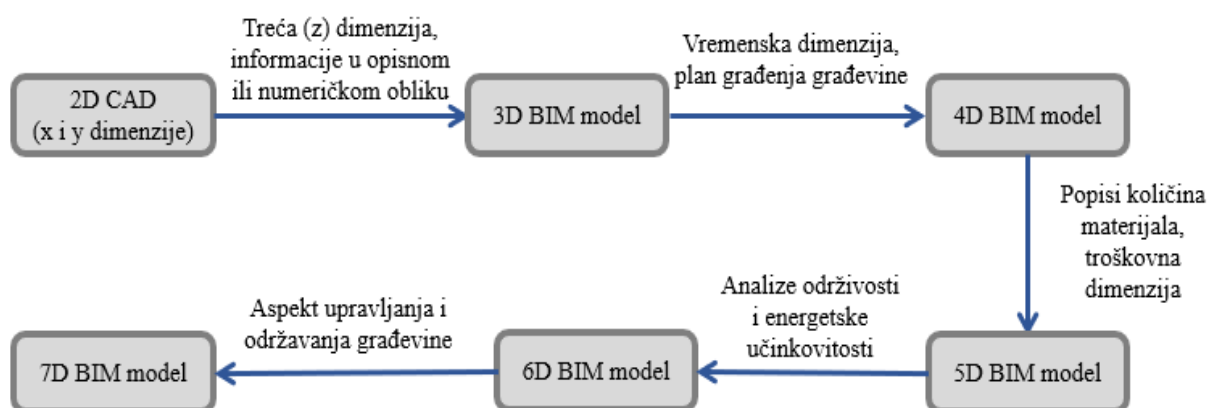 2D CAD
(x i y dimenzije)
Treća (z) dimenzija,
informacije u opisnom
ili numeričkom obliku
3D BIM model
Vremenska dimenzija,
plan građenja građevine
4D BIM model
Popisi količina
materijala,
troškovna
dimenzija
5D BIM model
Analize održivosti
i energetske
učinkovitosti
6D BIM model
Aspekt upravljanja i
održavanja građevine
7D BIM model